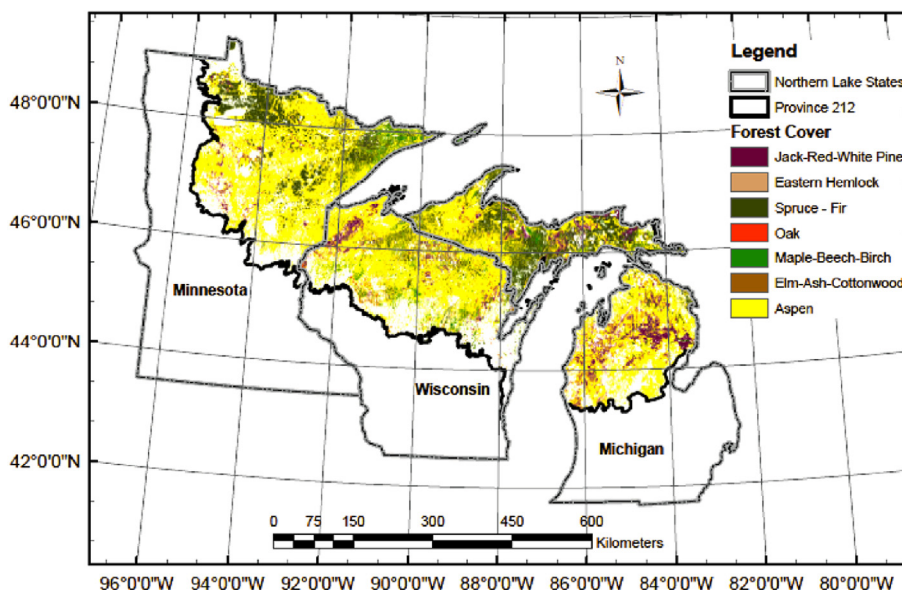 N
Legend
Northern Lake States
Province 212
Forest Cover
Jack-Red-White Pine
Eastern Hemlock
Spruce - Fir
Oak
Maple-Beech-Birch
Elm-Ash-Cottonwood
Aspen
48°0'0"N
46°0'0"N
44°0'0"N
42°0'0"N
Minnesota
Wisconsin
Michigan
0 75 150 300 450 600
Kilometers
96°0'0"W 94°0'0"W 92°0'0"W 90°0'0"W 88°0'0"W 86°0'0"W 84°0'0"W 82°0'0"W 80°0'0"W